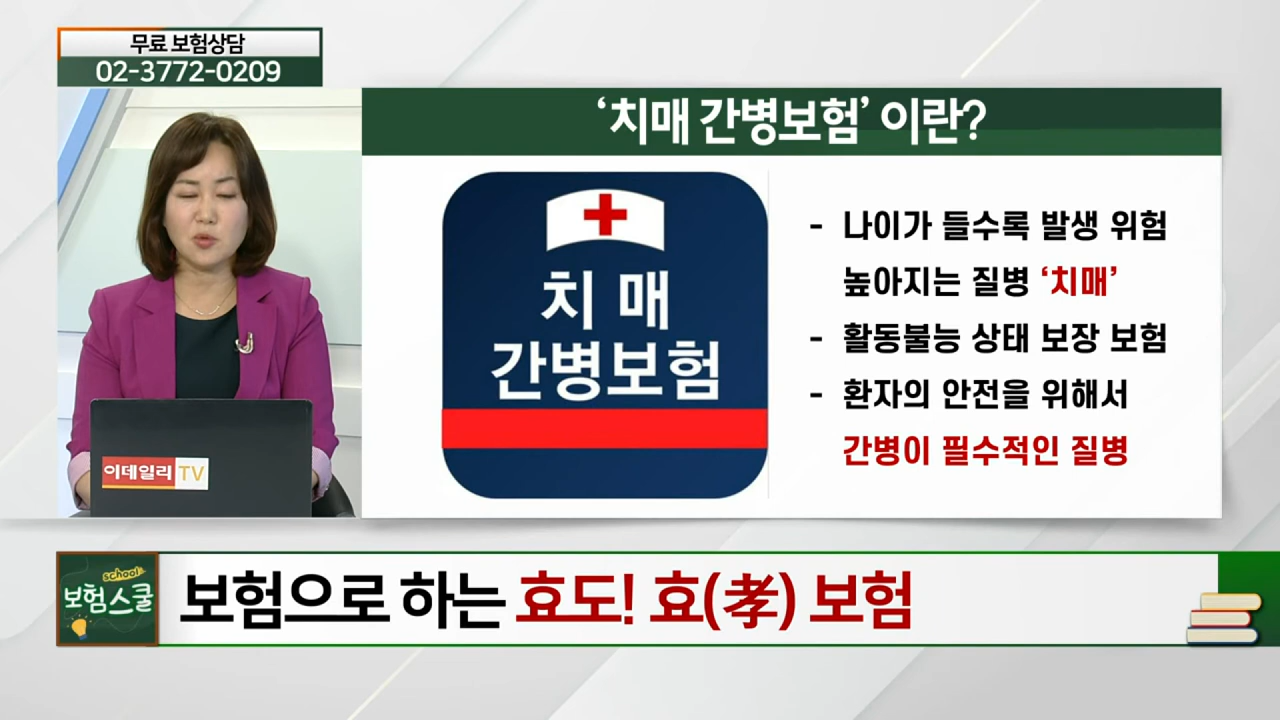 무료 보험상담
02-3772-0209
‘치매 간병보험’ 이란?
치 매
간병보험
- 나이가 들수록 발생 위험
높아지는 질병 ‘치매’
- 활동불능 상태 보장 보험
- 환자의 안전을 위해서
간병이 필수적인 질병
이데일리 TV
school
보험스쿨
보험으로 하는 효도! 효(孝) 보험